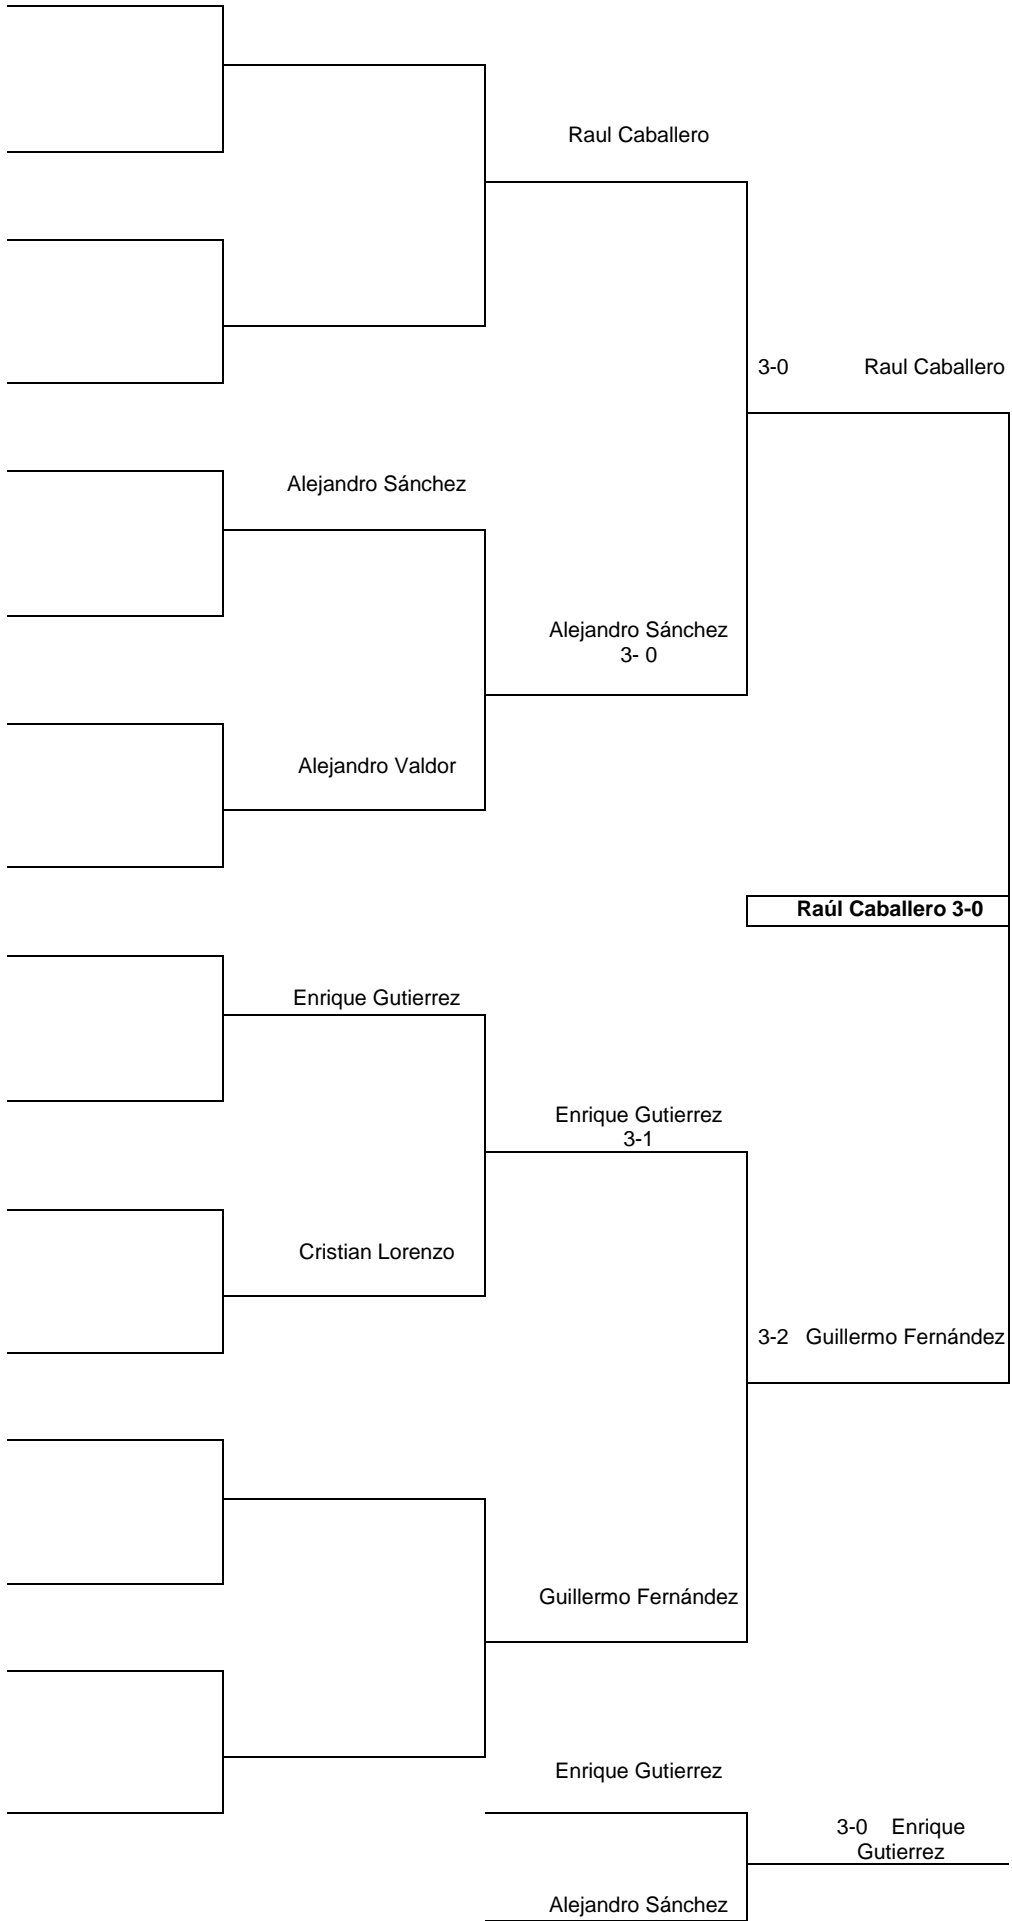 Raul Caballero
3-0 Raul Caballero
Alejandro Sánchez
Alejandro Sánchez
3- 0
Alejandro Valdor
Raúl Caballero 3-0
Enrique Gutierrez
Enrique Gutierrez
3-1
Cristian Lorenzo
3-2 Guillermo Fernández
Guillermo Fernández
Enrique Gutierrez
3-0 Enrique
Gutierrez
Alejandro Sánchez